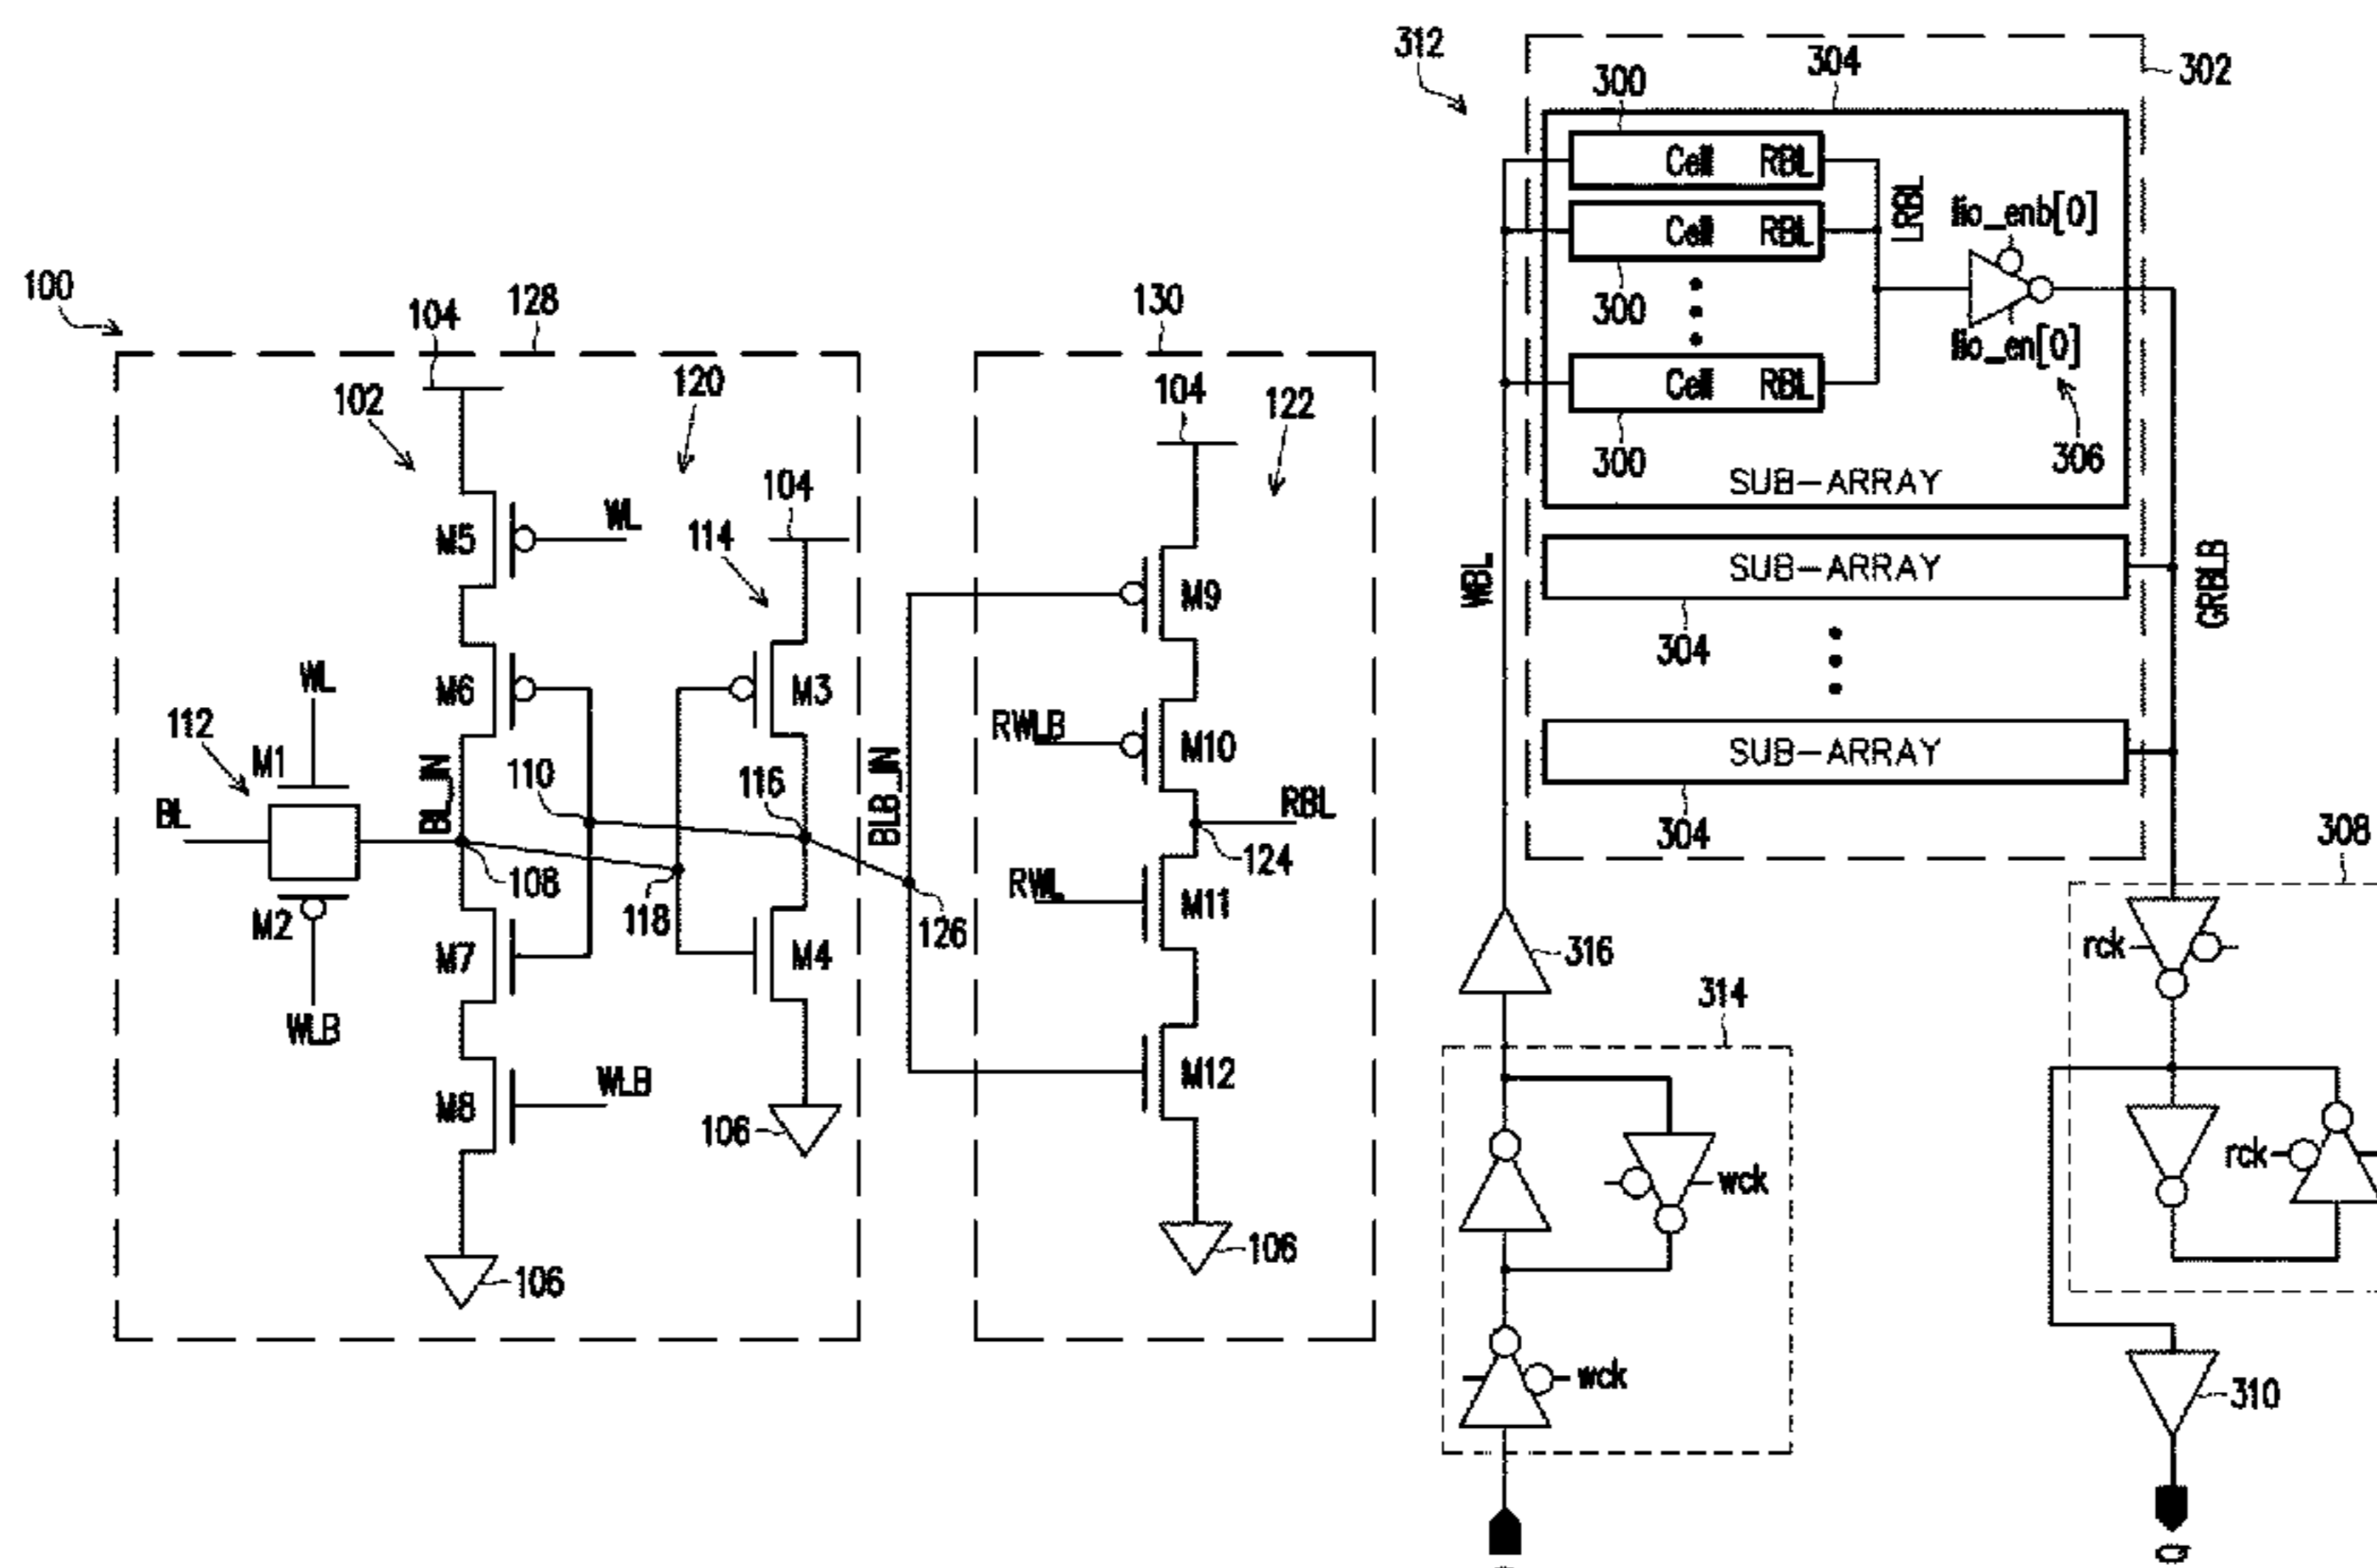 100
128
104
102
120
114
104
M5
WL
M6
M3
WL
112
M1
BL
BL_IN
110
116
108
118
M2
WLB
M7
M4
M8
WLB
106
106
BLB_IN
126
130
104
122
M9
RWLB
M10
RBL
124
RWL
M11
M12
106
312
302
304
300
Cell RBL
Cell RBL
300
Cell RBL
300
LRBL
lio_enb[0]
lio_en[0]
306
SUB-ARRAY
SUB-ARRAY
304
SUB-ARRAY
304
WBL
GRBLB
316
314
wck
wck
308
rck
rck
310
Q